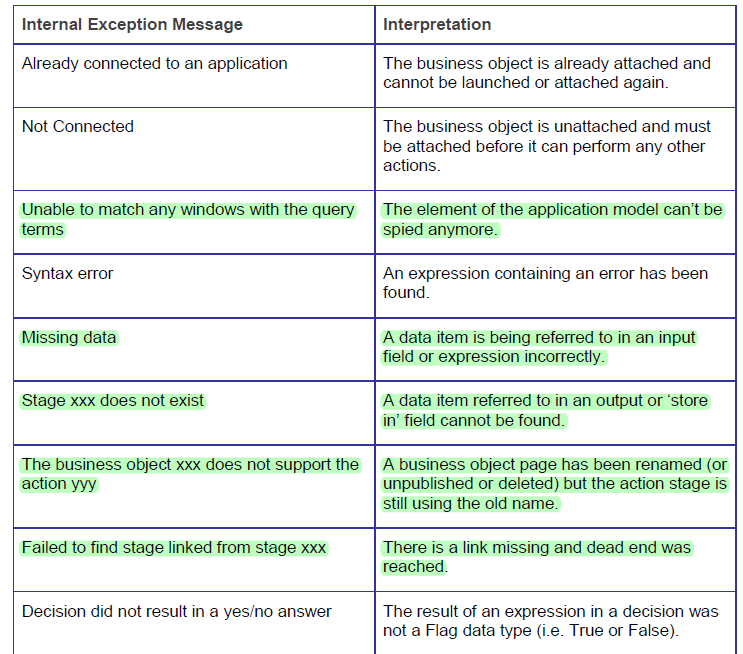 Internal Exception Message
Interpretation
Already connected to an application
The business object is already attached and
cannot be launched or attached again.
Not Connected
The business object is unattached and must
be attached before it can perform any other
actions.
Unable to match any windows with the query
terms
The element of the application model can’t be
spied anymore.
Syntax error
An expression containing an error has been
found.
Missing data
A data item is being referred to in an input
field or expression incorrectly.
Stage xxx does not exist
A data item referred to in an output or ‘store
in’ field cannot be found.
The business object xxx does not support the
action yyy
A business object page has been renamed (or
unpublished or deleted) but the action stage is
still using the old name.
Failed to find stage linked from stage xxx
There is a link missing and dead end was
reached.
Decision did not result in a yes/no answer
The result of an expression in a decision was
not a Flag data type (i.e. True or False).